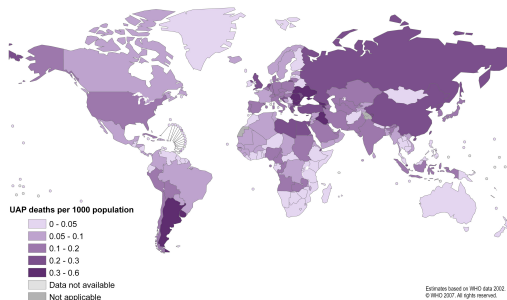 UAP deaths per 1000 population
0 - 0.05
0.05 - 0.1
0.1 - 0.2
0.2 - 0.3
0.3 - 0.6
Data not available
Not applicable
Estimates based on WHO data 2002.
© WHO 2007. All rights reserved.